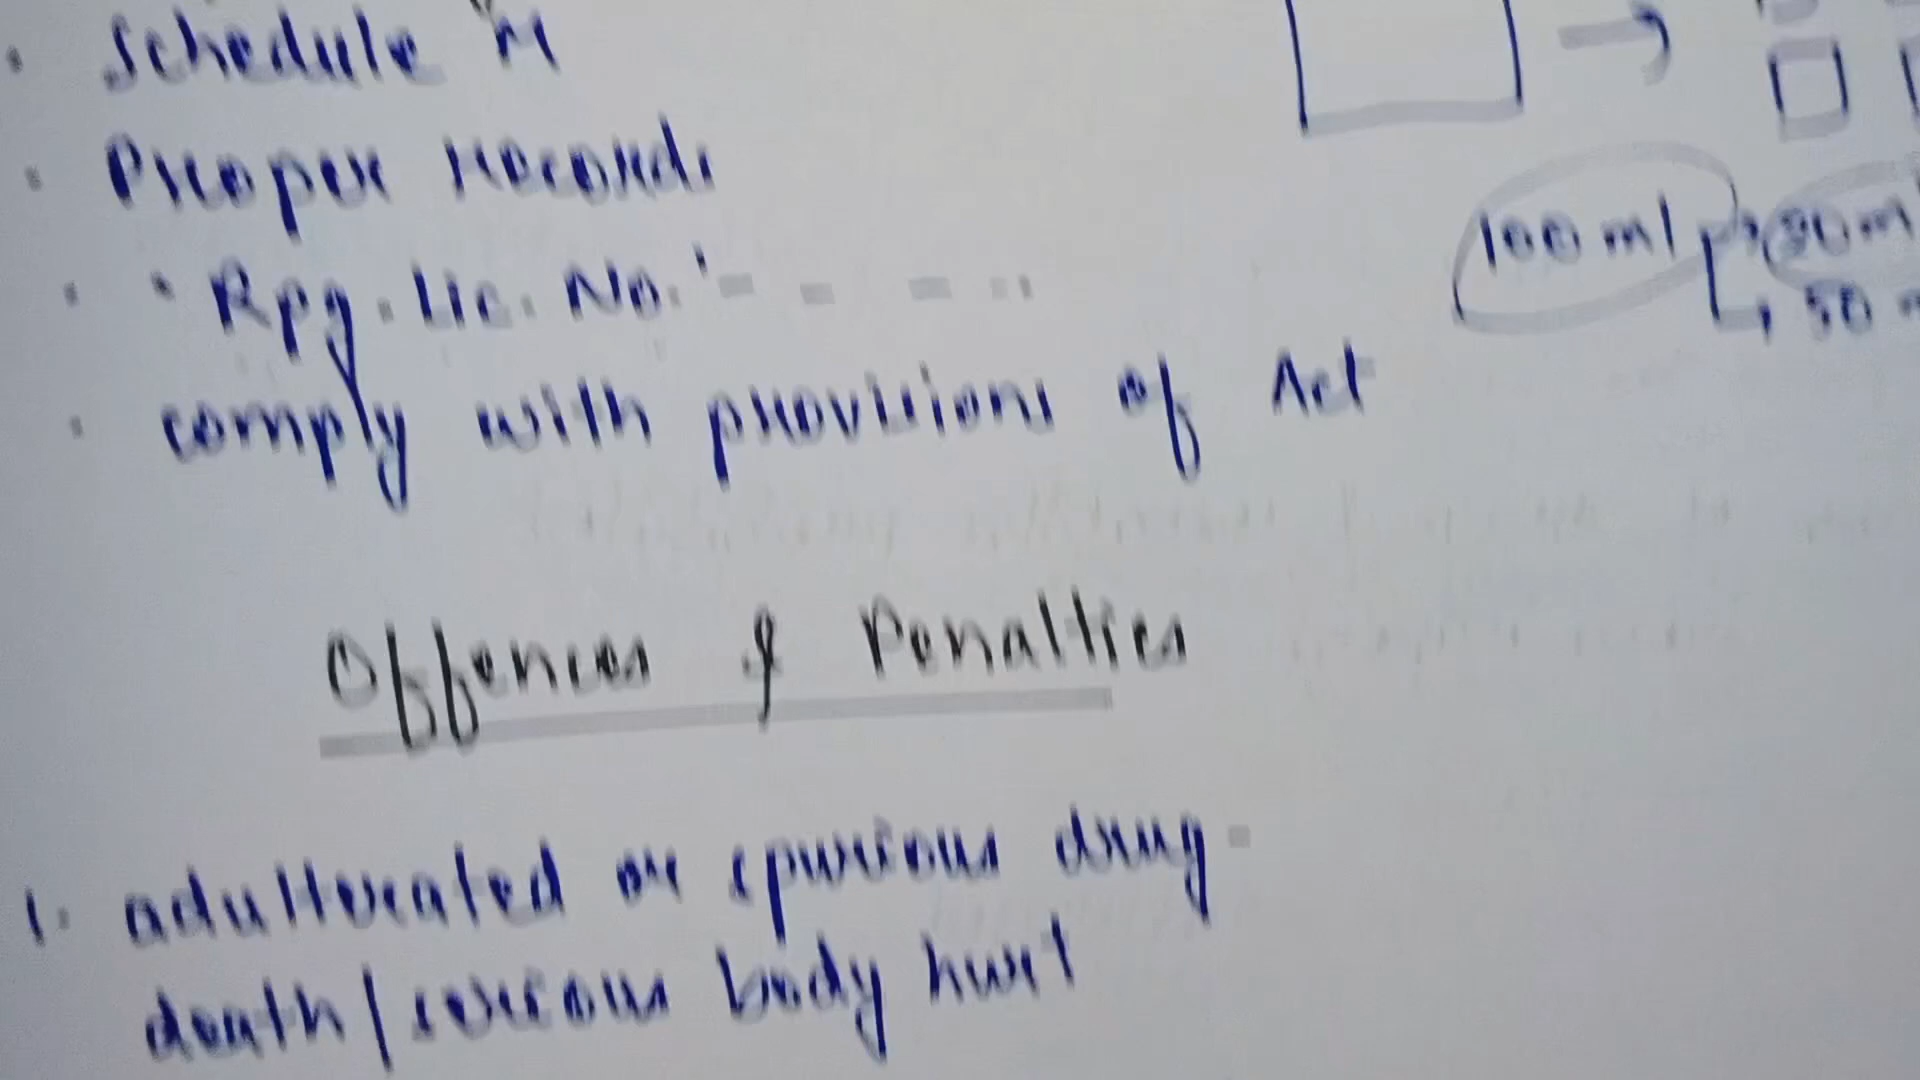 • Schedule M
• Proper records
• "Rpg. Lic. No." - - - - -
• comply with provisions of Act
100 ml
50
Offences & Penalties
1. adulterated or spurious drug -
death/serious body hurt